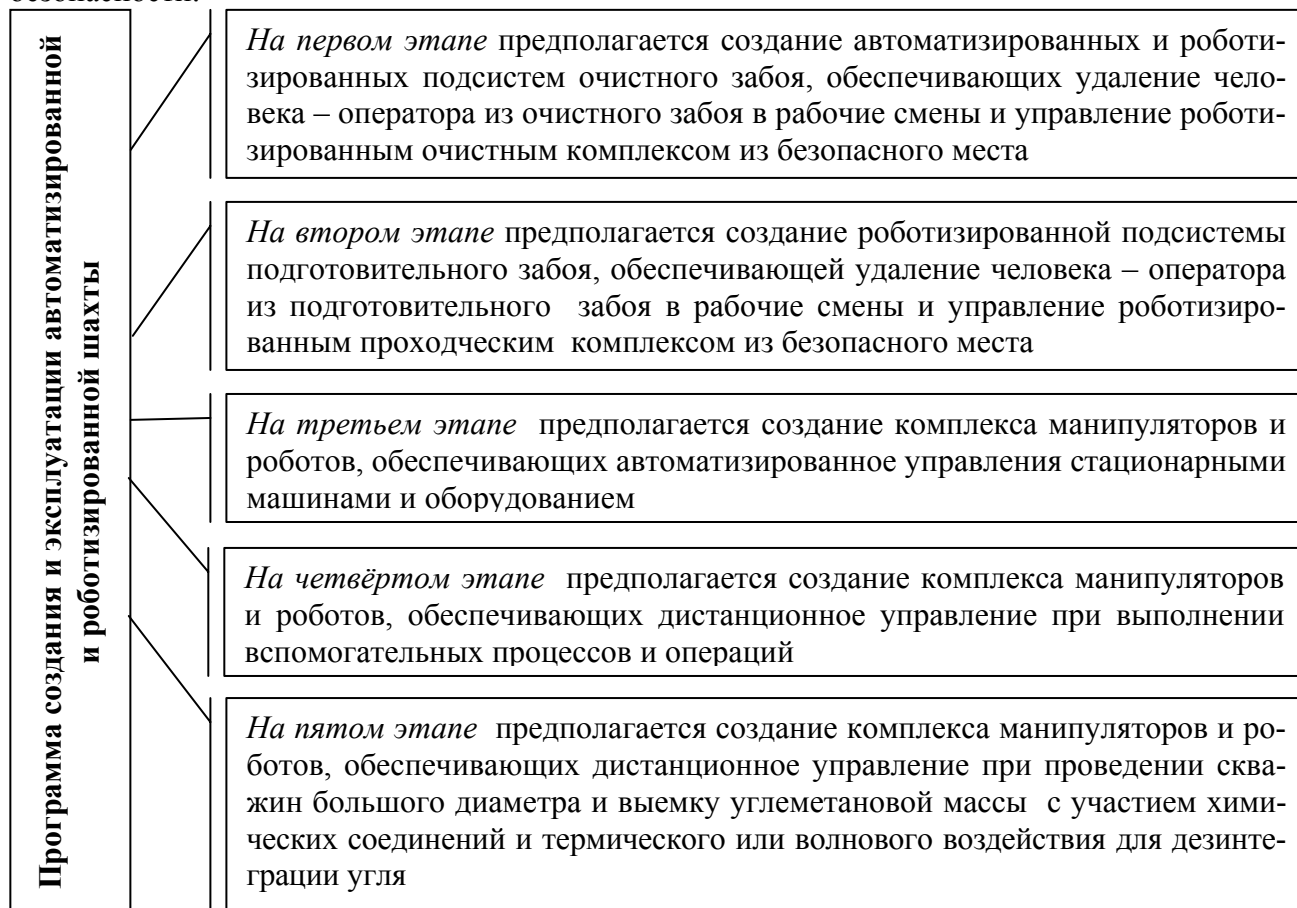 безопасности.
Программа создания и эксплуатации автоматизированной
и роботизированной шахты
На первом этапе предполагается создание автоматизированных и роботи-
зированных подсистем очистного забоя, обеспечивающих удаление чело-
века – оператора из очистного забоя в рабочие смены и управление роботи-
зированным очистным комплексом из безопасного места
На втором этапе предполагается создание роботизированной подсистемы
подготовительного забоя, обеспечивающей удаление человека – оператора
из подготовительного забоя в рабочие смены и управление роботизиро-
ванным проходческим комплексом из безопасного места
На третьем этапе предполагается создание комплекса манипуляторов и
роботов, обеспечивающих автоматизированное управления стационарными
машинами и оборудованием
На четвёртом этапе предполагается создание комплекса манипуляторов
и роботов, обеспечивающих дистанционное управление при выполнении
вспомогательных процессов и операций
На пятом этапе предполагается создание комплекса манипуляторов и ро-
ботов, обеспечивающих дистанционное управление при проведении сква-
жин большого диаметра и выемку углеметановой массы с участием хими-
ческих соединений и термического или волнового воздействия для дезинте-
грации угля